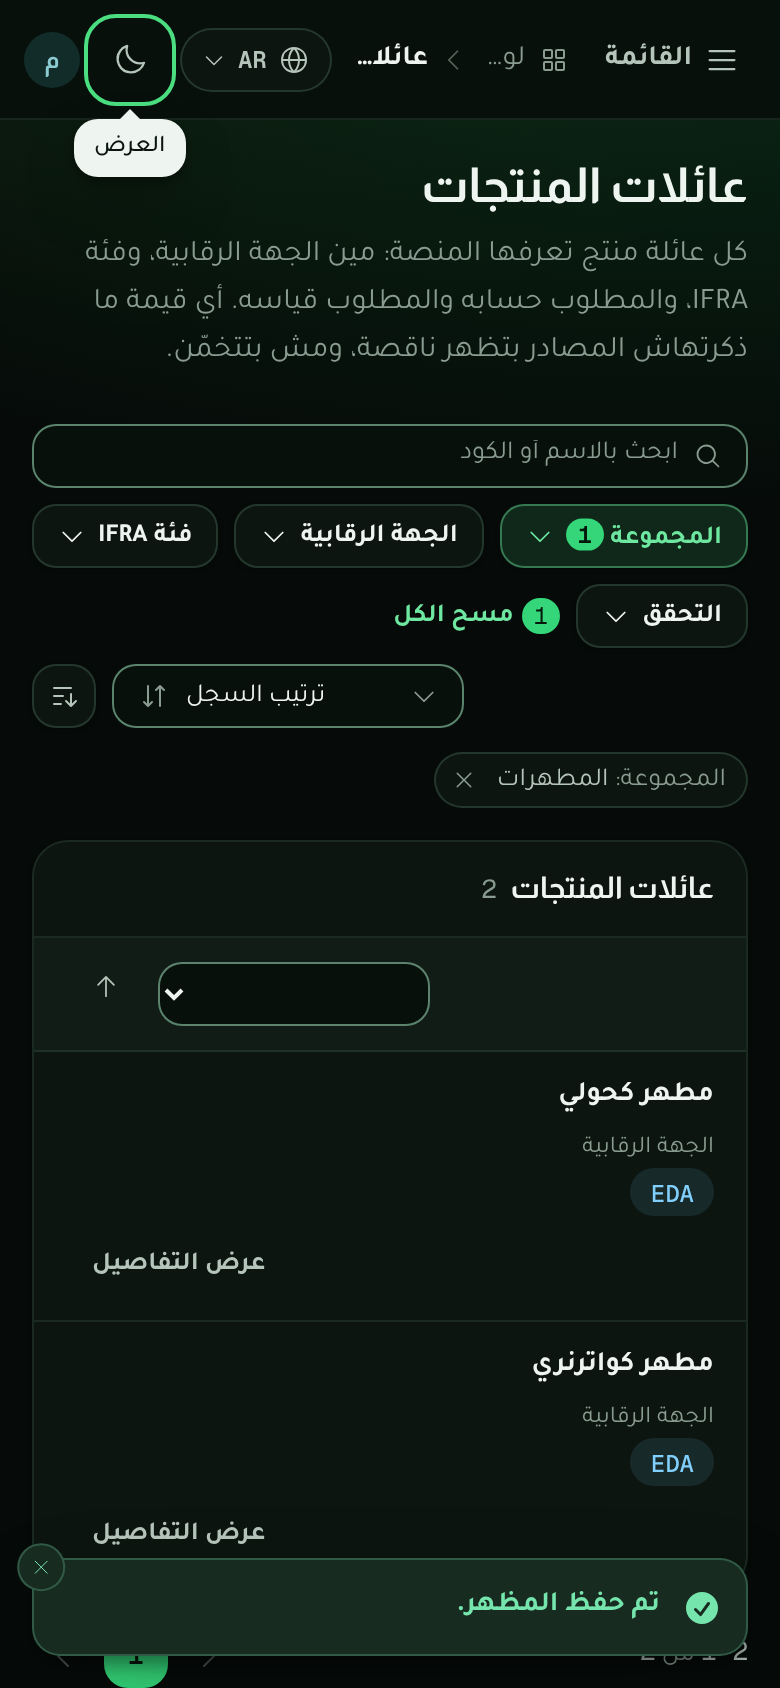 القائمة
لو...
عائلا...
AR
م
العرض
عائلات المنتجات
كل عائلة منتج تعرفها المنصة: مين الجهة الرقابية، وفئة
IFRA، والمطلوب حسابه والمطلوب قياسه. أي قيمة ما
ذكرتهاش المصادر بتظهر ناقصة، ومش بتتخمّن.
ابحث بالاسم أو الكود
المجموعة 1
الجهة الرقابية
فئة IFRA
التحقق
1 مسح الكل
ترتيب السجل
المجموعة: المطهرات
عائلات المنتجات 2
مطهر كحولي
الجهة الرقابية
EDA
عرض التفاصيل
مطهر كواترنري
الجهة الرقابية
EDA
عرض التفاصيل
تم حفظ المظهر.
1